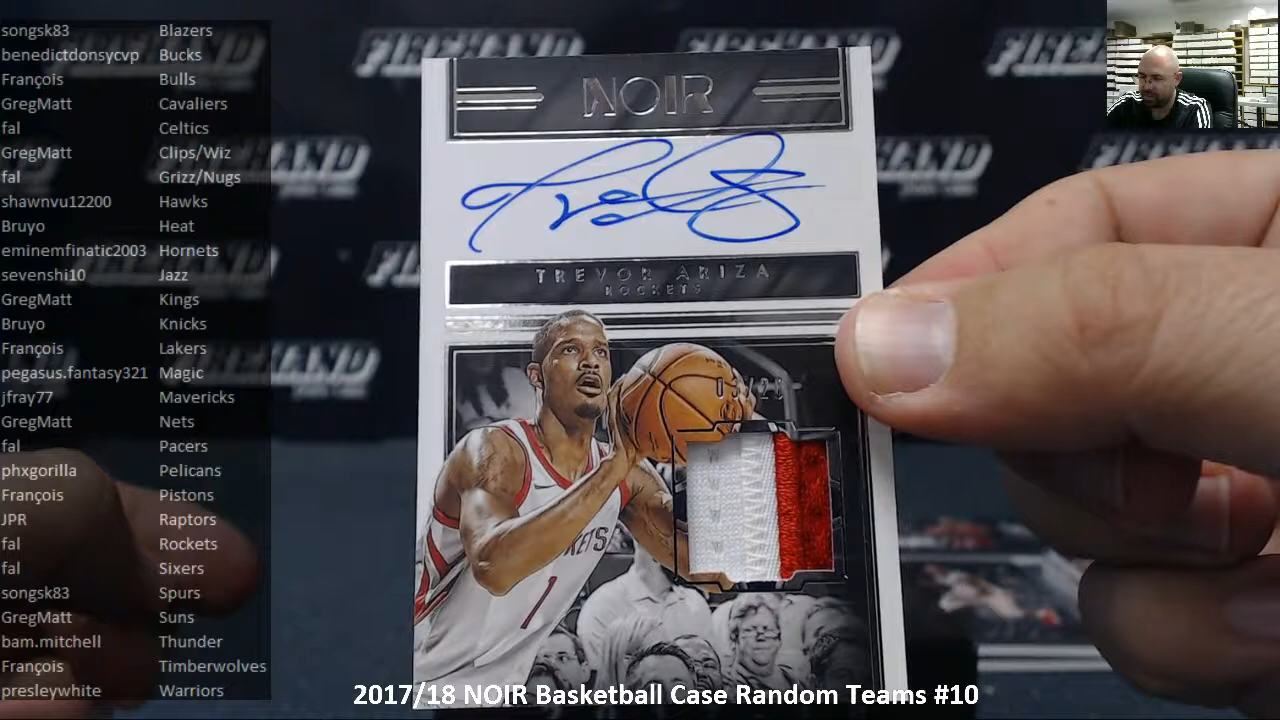 songsk83 Blazers
benedictdonsycvp Bucks
François Bulls
GregMatt Cavaliers
fal Celtics
GregMatt Clips/Wiz
fal Grizz/Nugs
shawnvu12200 Hawks
Bruyo Heat
eminemfinatic2003 Hornets
sevenshi10 Jazz
GregMatt Kings
Bruyo Knicks
François Lakers
pegasus.fantasy321 Magic
jfray77 Mavericks
GregMatt Nets
fal Pacers
phxgorilla Pelicans
François Pistons
JPR Raptors
fal Rockets
fal Sixers
songsk83 Spurs
GregMatt Suns
bam.mitchell Thunder
François Timberwolves
presleywhite Warriors
NOIR
TREVOR ARIZA
ROCKETS
1
2017/18 NOIR Basketball Case Random Teams #10